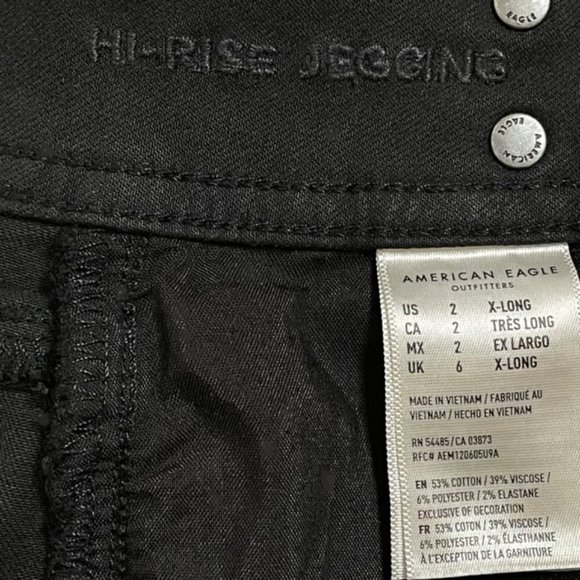 EAGLE
HI-RISE JEGGING
AMERICAN
EAGLE
AMERICAN EAGLE
OUTFITTERS
US 2 X-LONG
CA 2 TRÈS LONG
MX 2 EX LARGO
UK 6 X-LONG
MADE IN VIETNAM / FABRIQUÉ AU
VIETNAM / HECHO EN VIETNAM
RN 54485/CA 03873
RFC# AEM120605U9A
EN 53% COTTON / 39% VISCOSE /
6% POLYESTER / 2% ELASTANE
EXCLUSIVE OF DECORATION
FR 53% COTON / 39% VISCOSE /
6% POLYESTER / 2% ÉLASTHANNE
À L'EXCEPTION DE LA GARNITURE